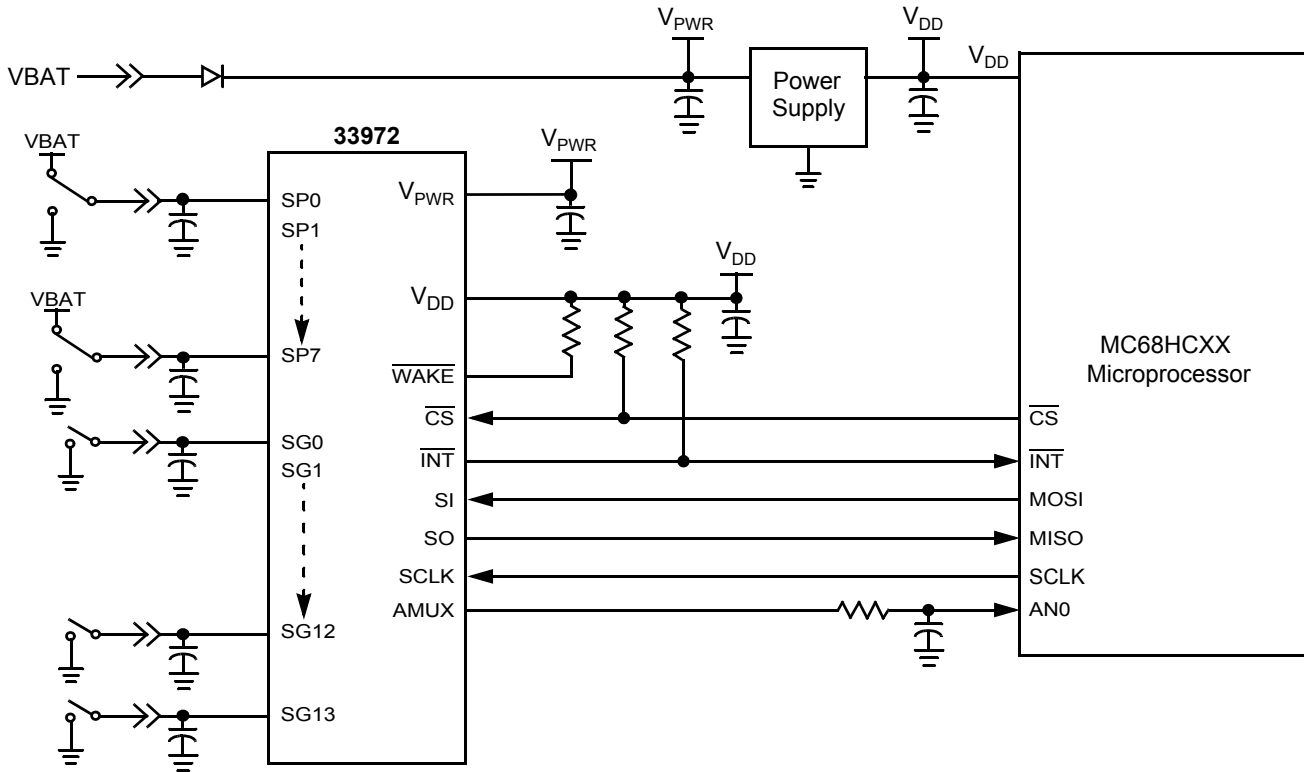 VPWR
VDD
VBAT
Power
Supply
VDD
33972
VBAT
VPWR
SP0
VPWR
SP1
VDD
VBAT
VDD
SP7
WAKE
MC68HCXX
Microprocessor
CS
CS
SG0
SG1
INT
INT
SI
MOSI
SO
MISO
SCLK
SCLK
AMUX
AN0
SG12
SG13